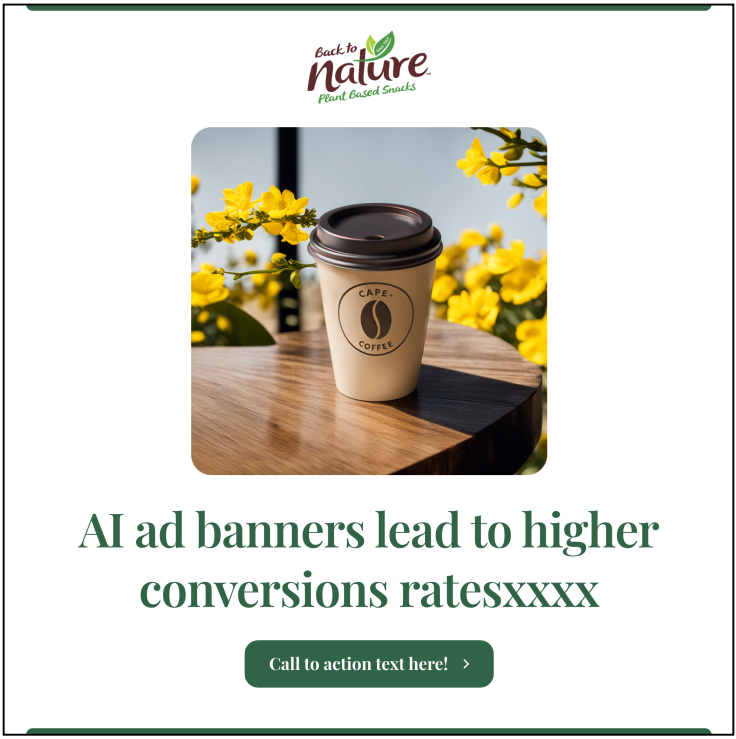 Back to
nature
Plant Based Snacks
CAPE-
COFFEE
AI ad banners lead to higher
conversions ratesxxxx
Call to action text here!